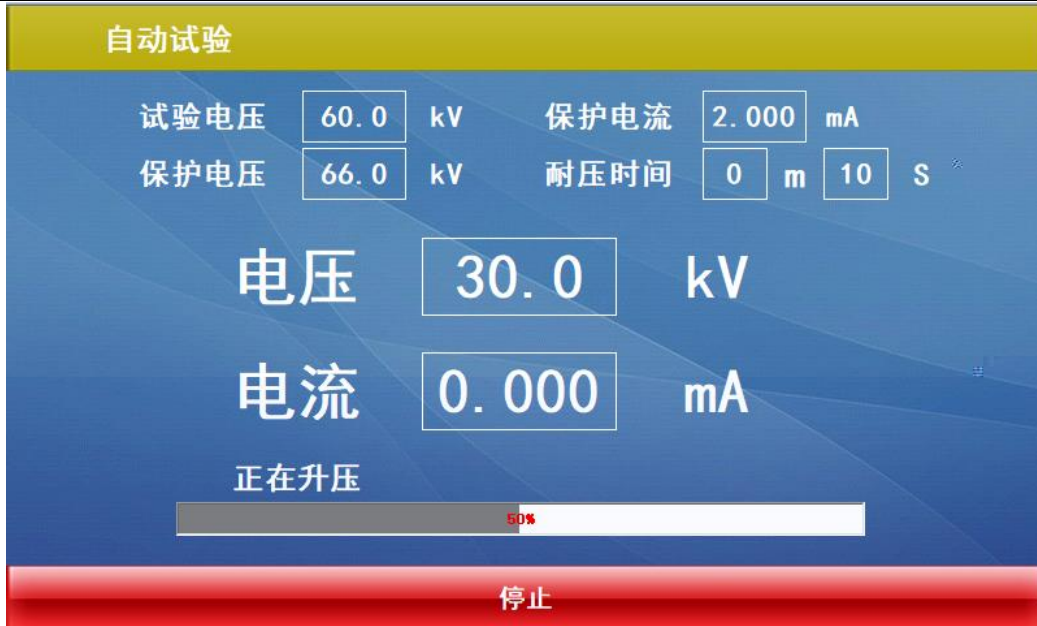 自动试验
试验电压 60.0 kV 保护电流 2.000 mA
保护电压 66.0 kV 耐压时间 0 m 10 S
电压 30.0 kV
电流 0.000 mA
正在升压
50%
停止